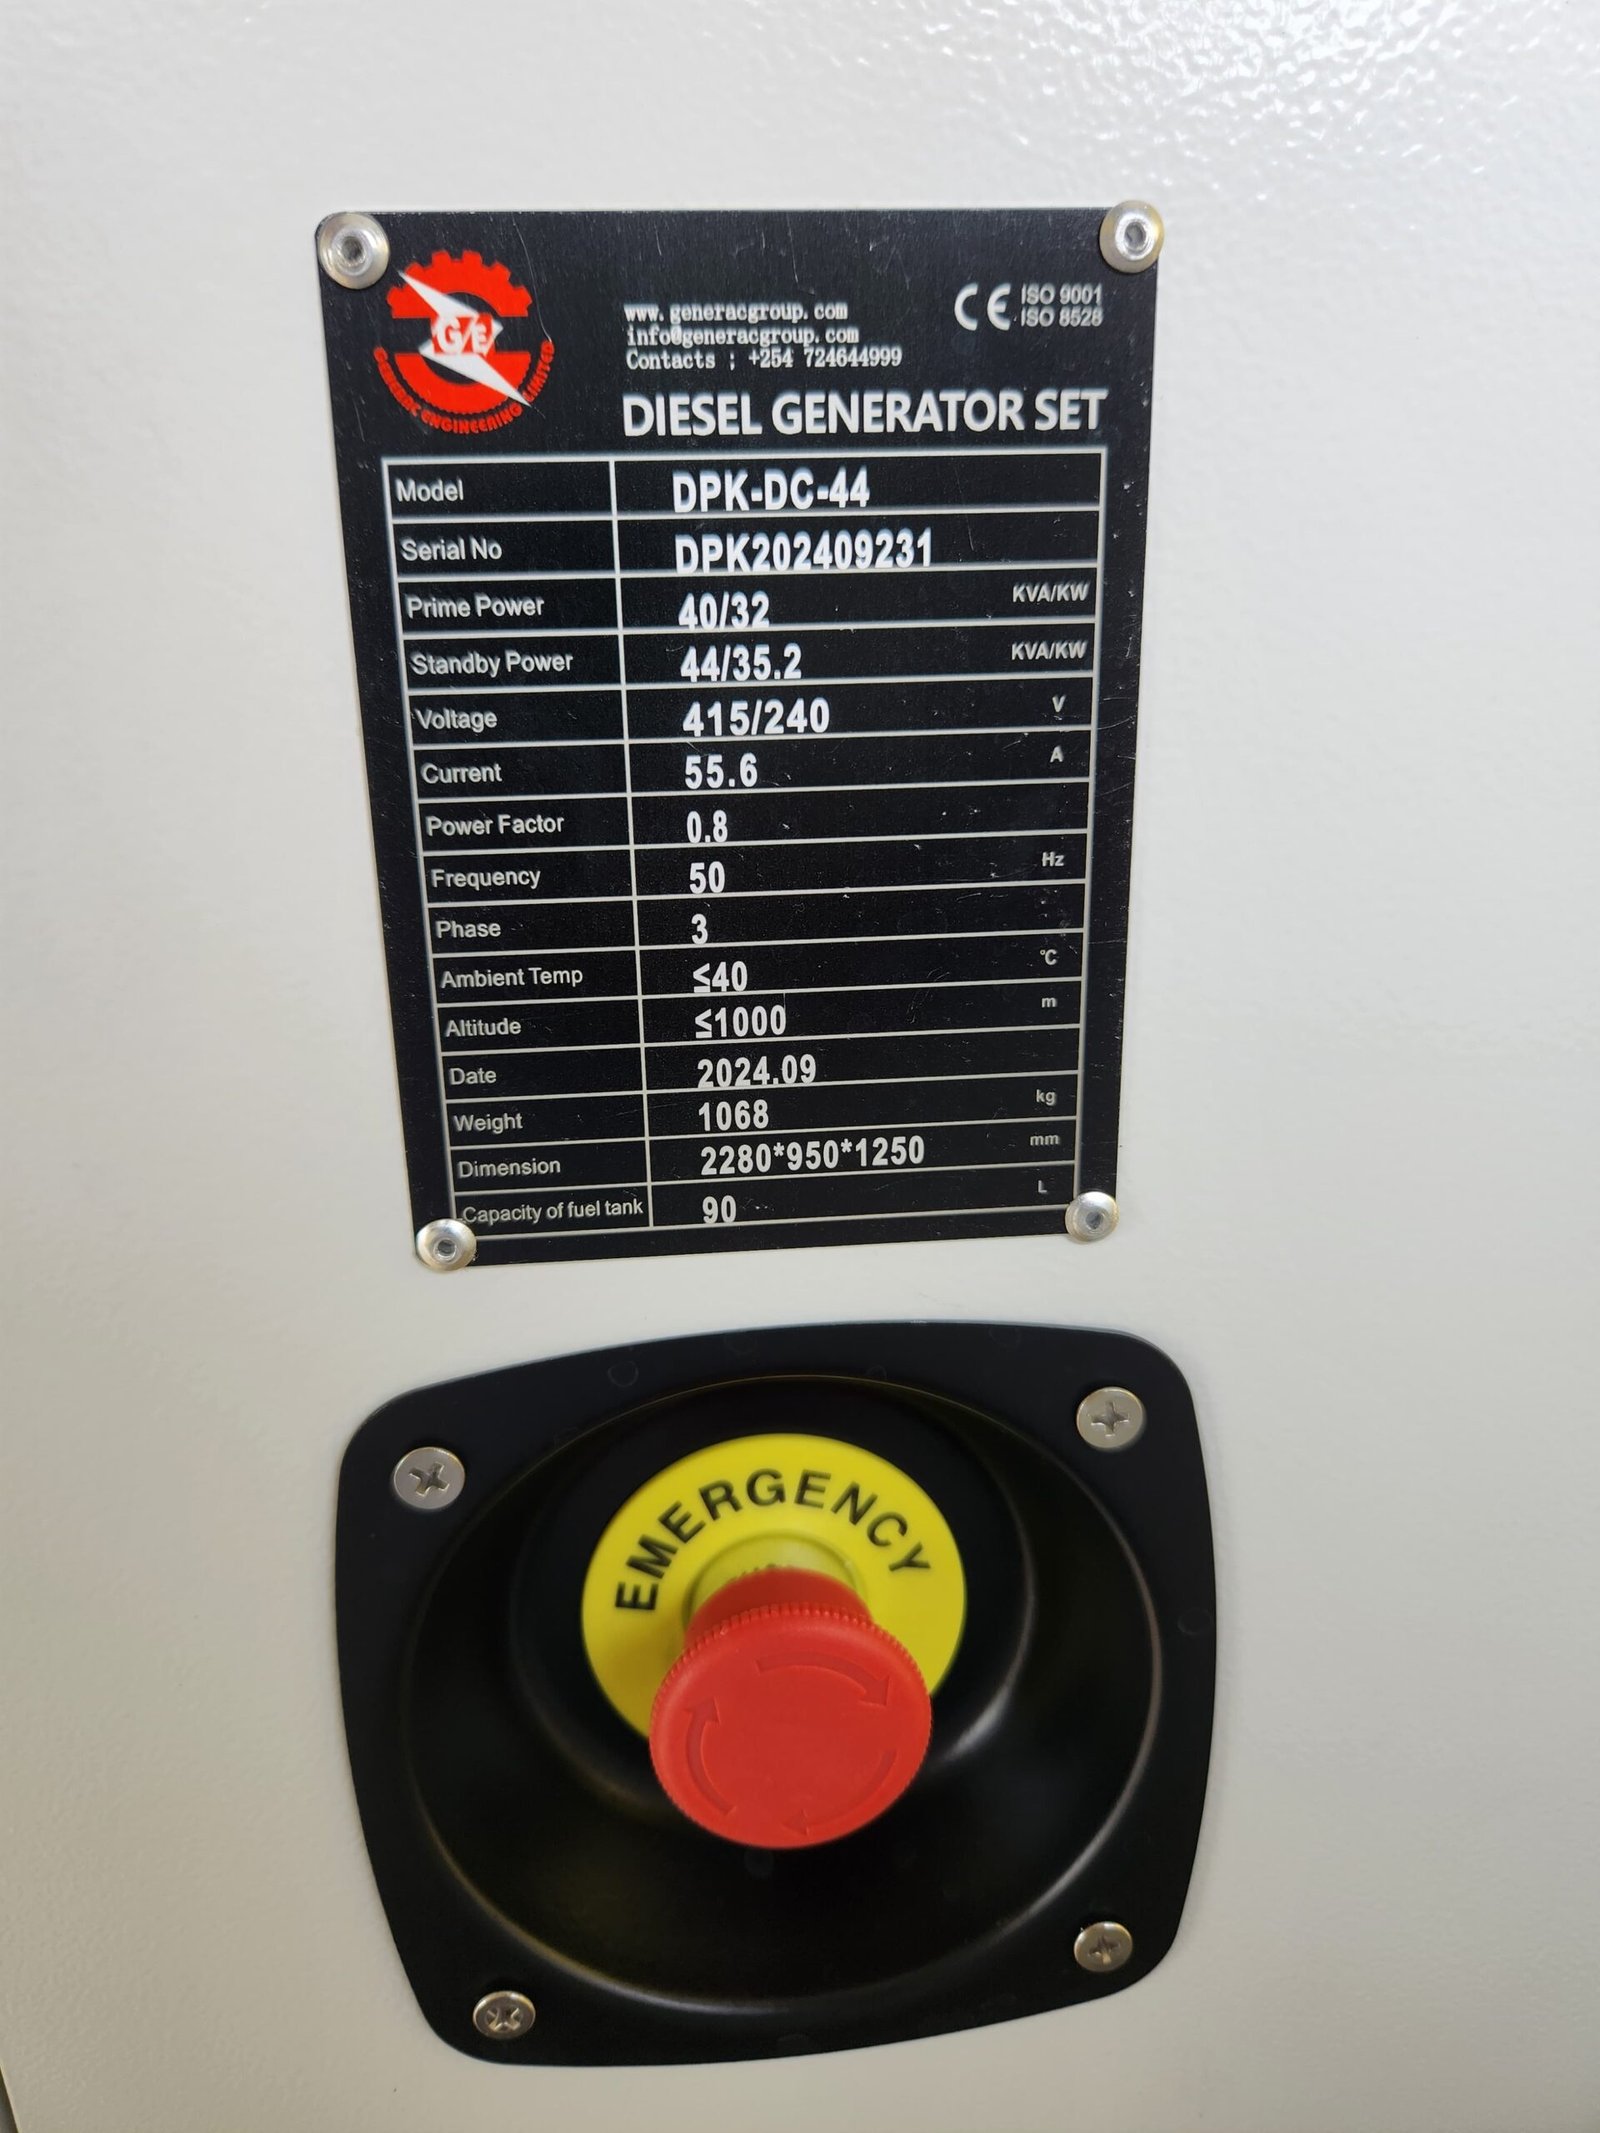 G/E
GENERAC ENGINEERING LIMITED
www.generacgroup.com
info@generacgroup.com
Contacts ; +254 724644999
CE ISO 9001
ISO 8528
DIESEL GENERATOR SET
Model DPK-DC-44
Serial No DPK202409231
Prime Power 40/32 KVA/KW
Standby Power 44/35.2 KVA/KW
Voltage 415/240 V
Current 55.6 A
Power Factor 0.8
Frequency 50 Hz
Phase 3
Ambient Temp ≤40 °C
Altitude ≤1000 m
Date 2024.09
Weight 1068 kg
Dimension 2280*950*1250 mm
Capacity of fuel tank 90 L
EMERGENCY